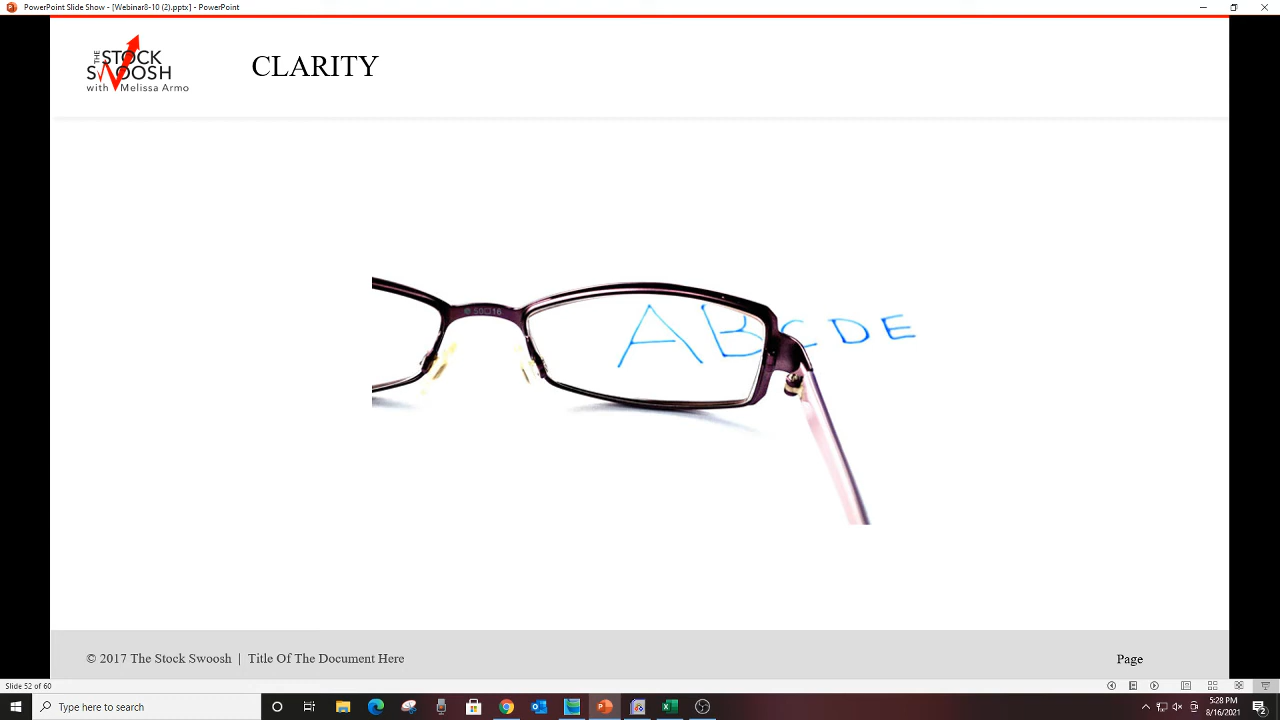 PowerPoint Slide Show - [Webinar8-10 (2).pptx] - PowerPoint
THE STOCK SWOOSH
with Melissa Armo
CLARITY
ABCDE
© 2017 The Stock Swoosh | Title Of The Document Here
Page
Slide 52 of 60
Type here to search
5:28 PM
8/16/2021
2